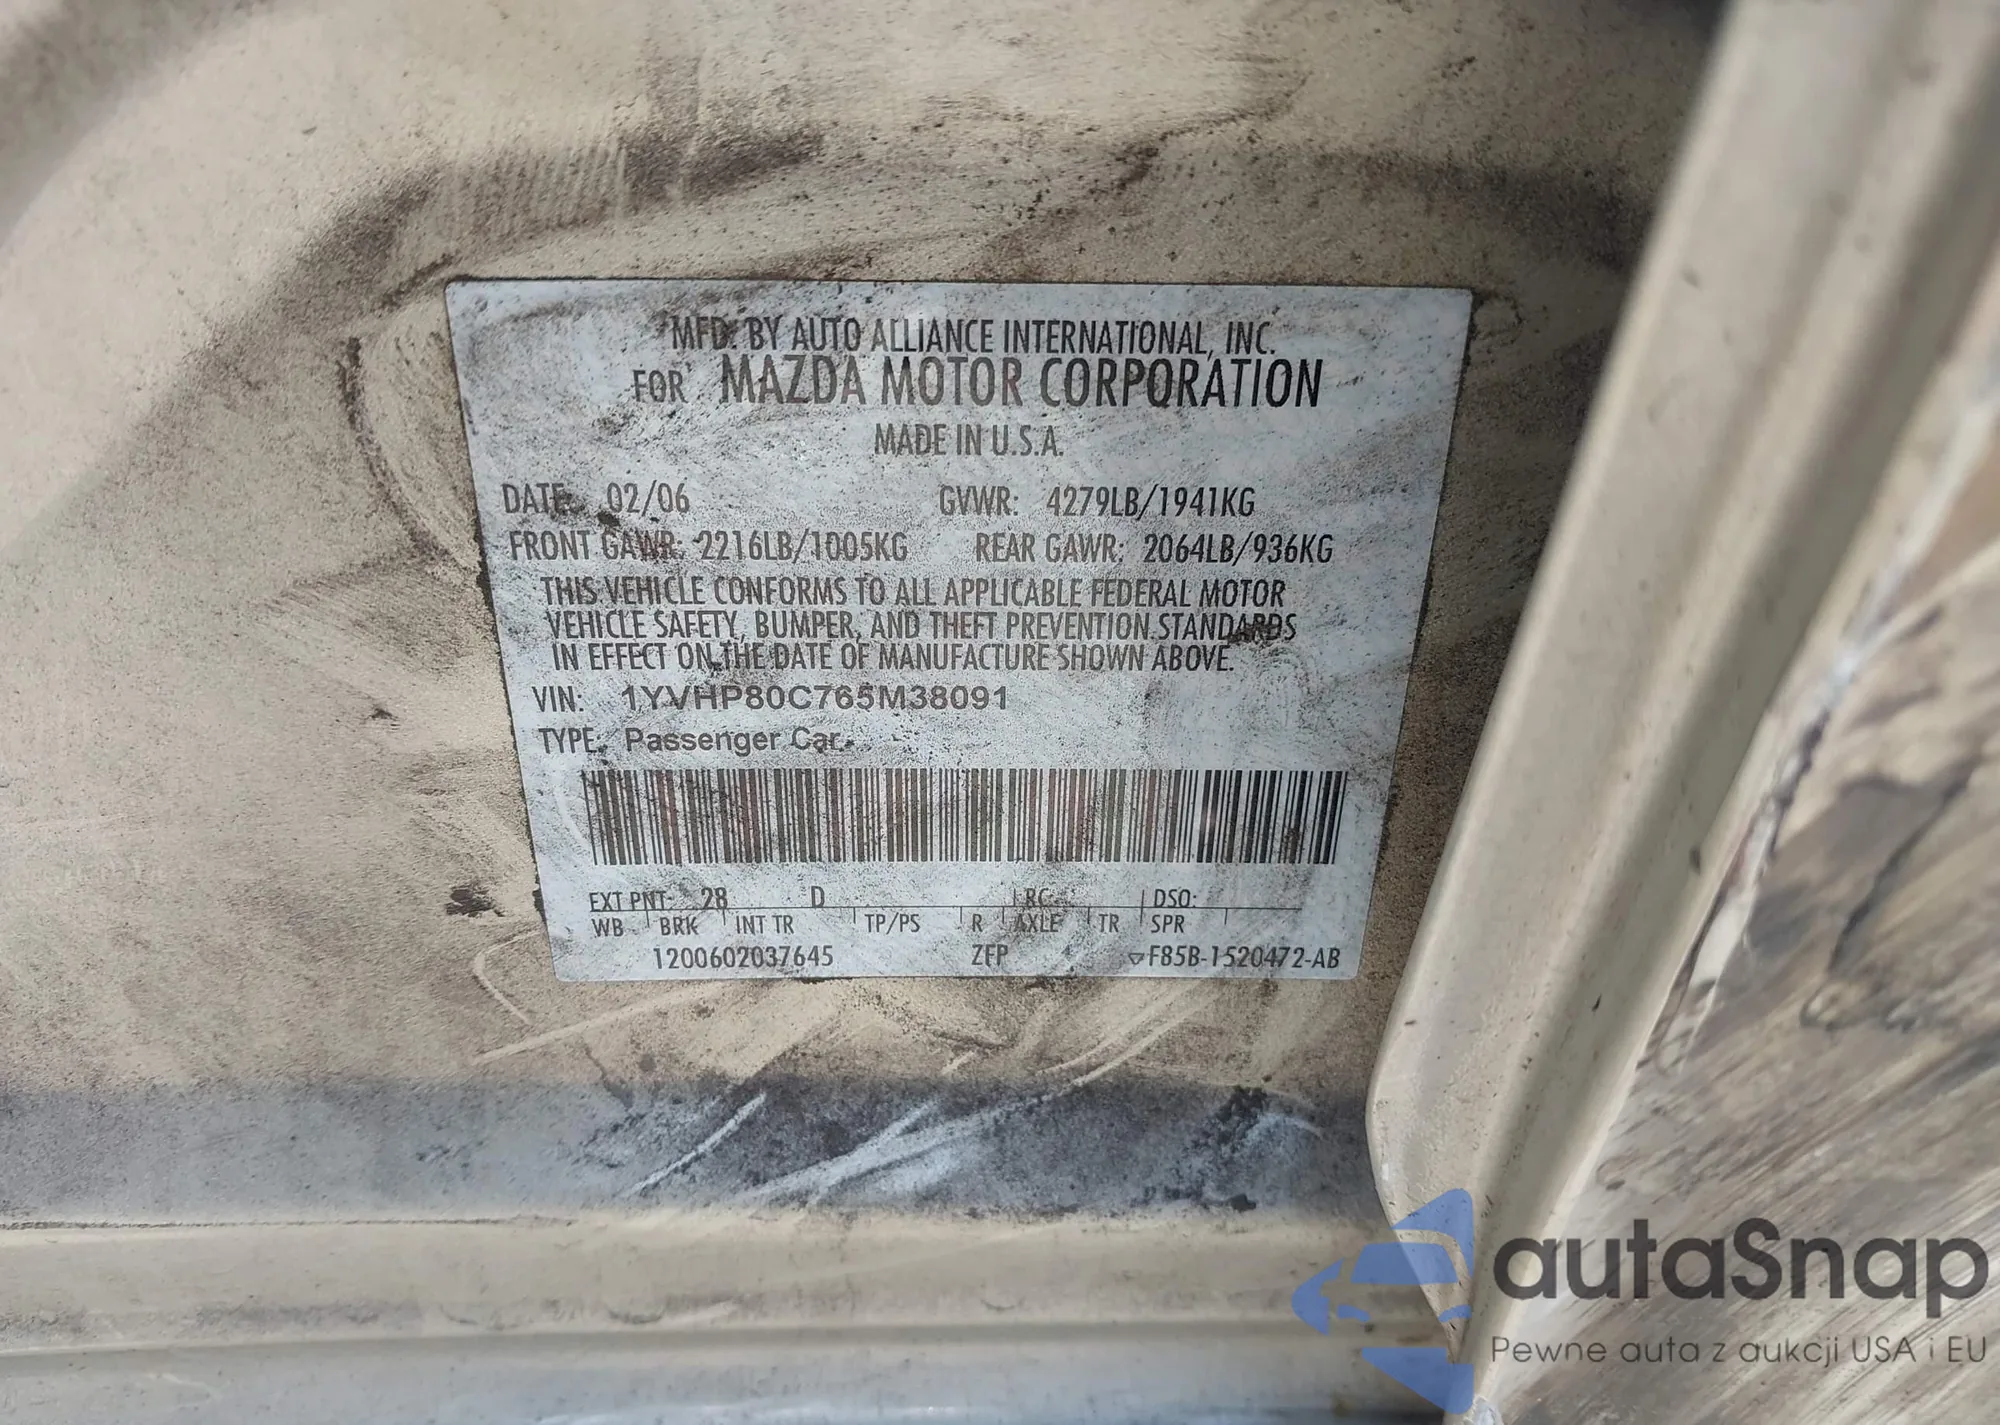 MFD. BY AUTO ALLIANCE INTERNATIONAL, INC.
FOR MAZDA MOTOR CORPORATION
MADE IN U.S.A.
DATE: 02/06 GVWR: 4279LB/1941KG
FRONT GAWR: 2216LB/1005KG REAR GAWR: 2064LB/936KG
THIS VEHICLE CONFORMS TO ALL APPLICABLE FEDERAL MOTOR
VEHICLE SAFETY, BUMPER, AND THEFT PREVENTION STANDARDS
IN EFFECT ON THE DATE OF MANUFACTURE SHOWN ABOVE.
VIN: 1YVHP80C765M38091
TYPE: Passenger Car
EXT PNT: 28 D RC: DSO:
WB BRK INT TR TP/PS R AXLE TR SPR
1200602037645 ZFP F85B-1520472-AB
autaSnap
Pewne auta z aukcji USA i EU